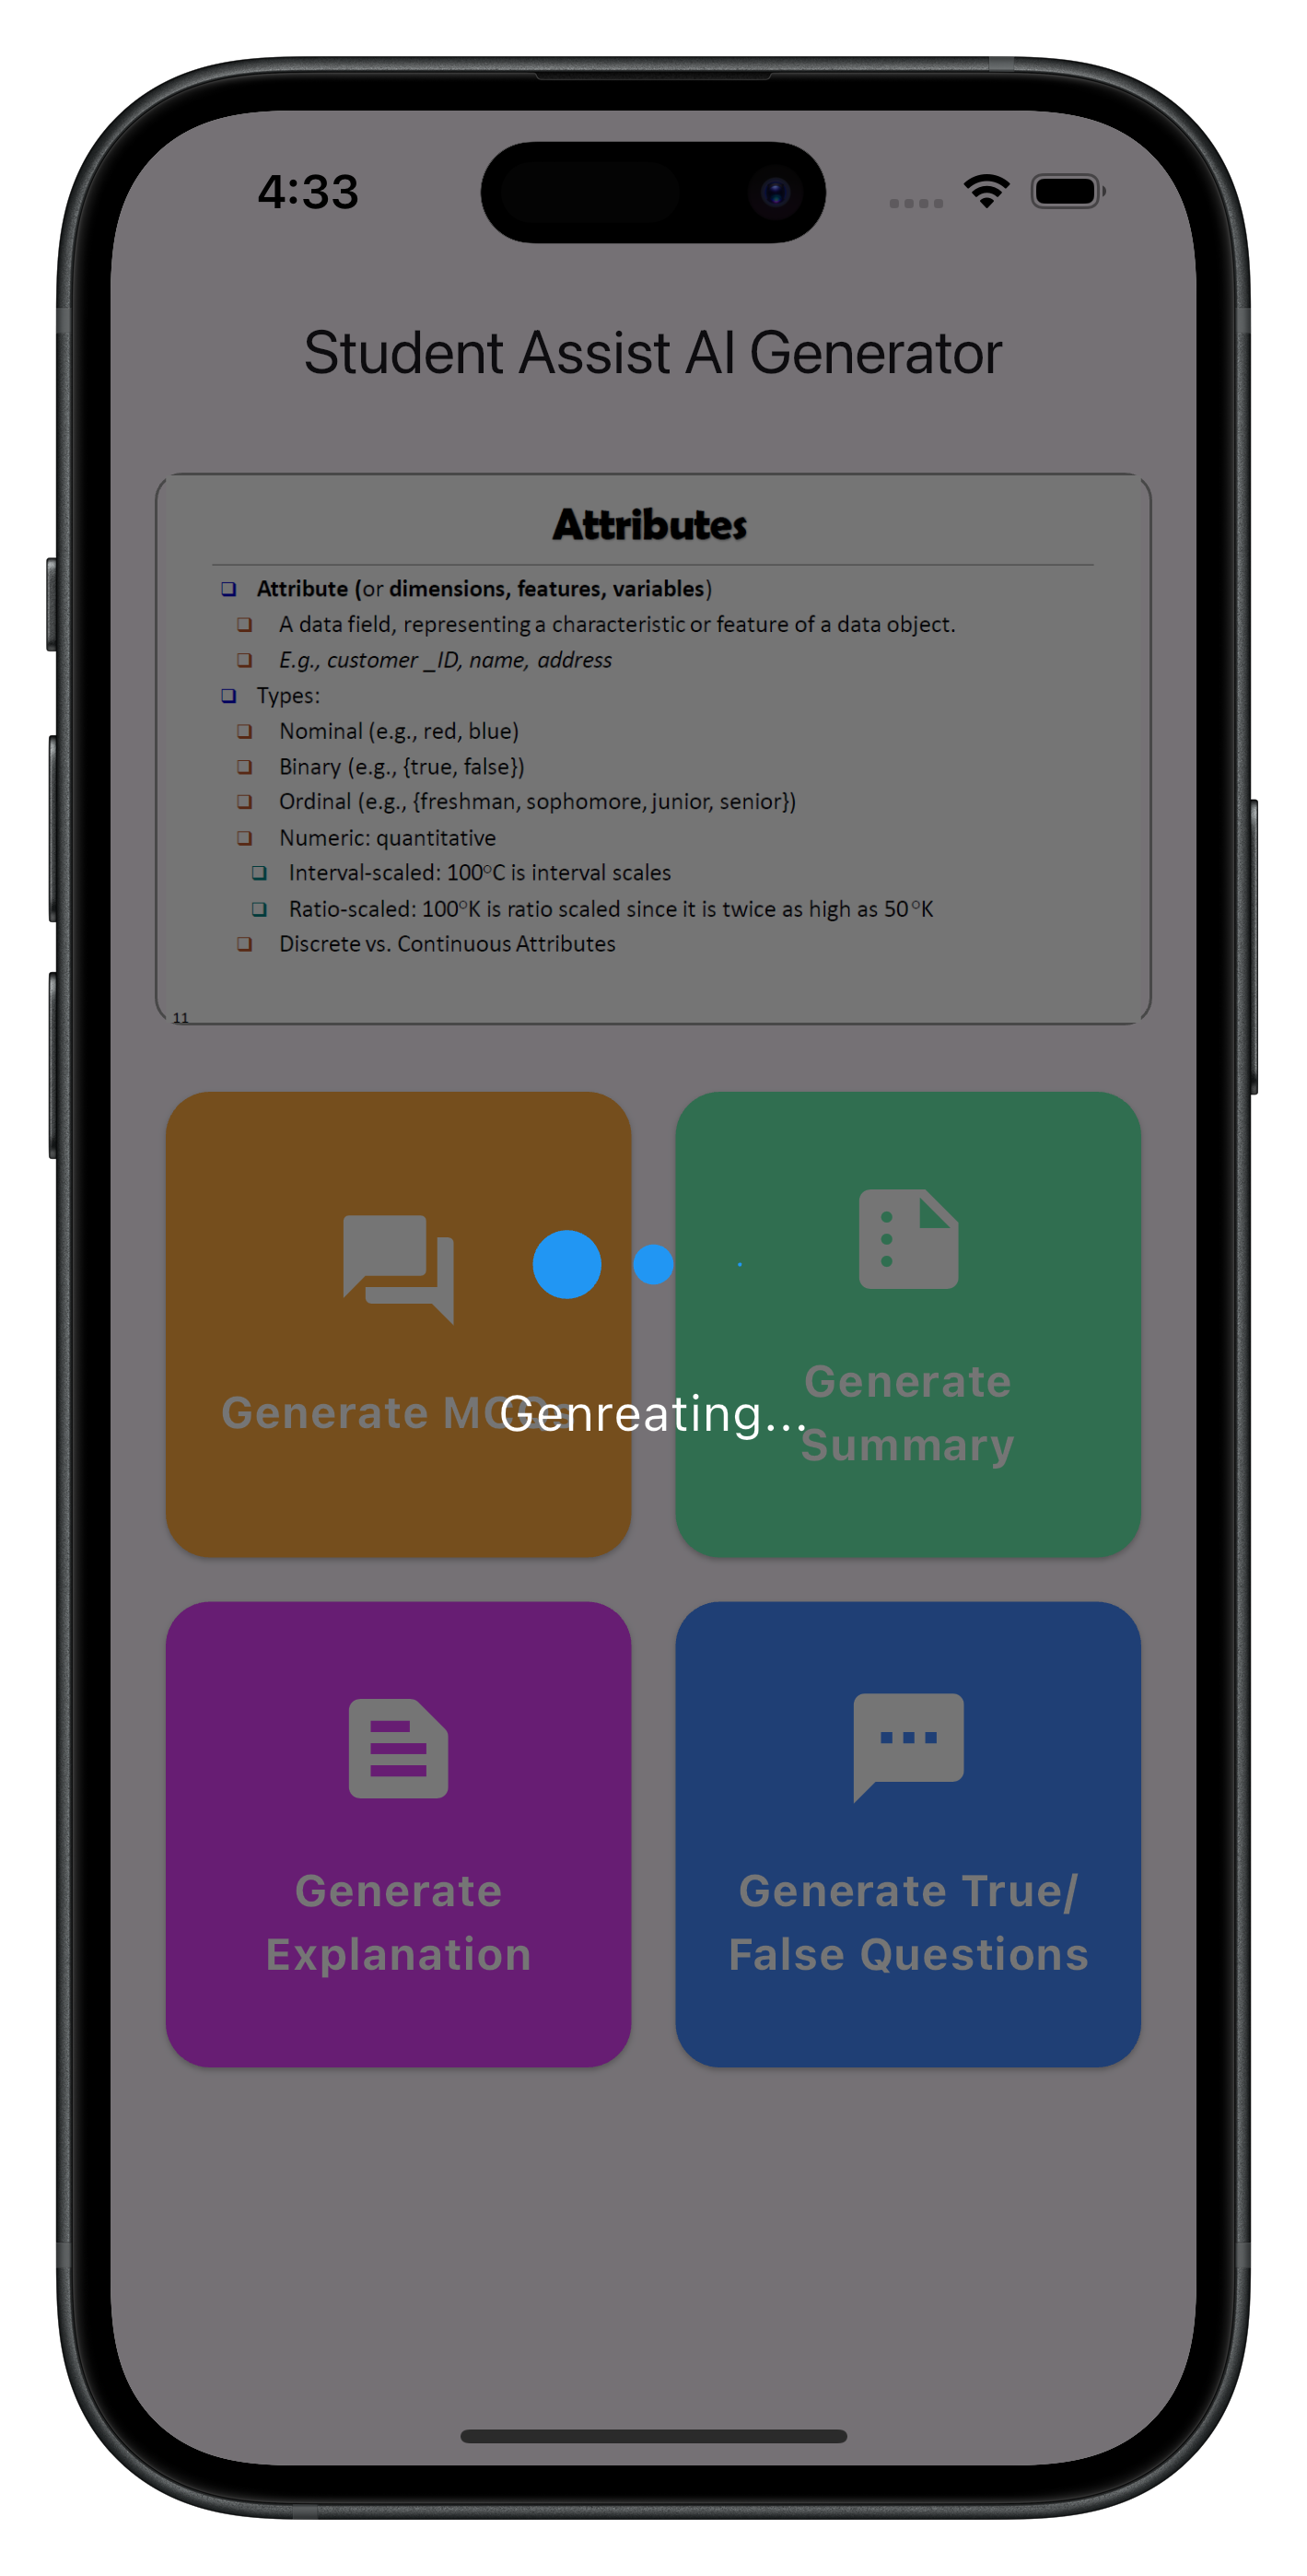 4:33
Student Assist AI Generator
Attributes
Attribute (or dimensions, features, variables)
A data field, representing a characteristic or feature of a data object.
E.g., customer _ID, name, address
Types:
Nominal (e.g., red, blue)
Binary (e.g., {true, false})
Ordinal (e.g., {freshman, sophomore, junior, senior})
Numeric: quantitative
Interval-scaled: 100°C is interval scales
Ratio-scaled: 100°K is ratio scaled since it is twice as high as 50 °K
Discrete vs. Continuous Attributes
11
Generate MCQs
Genreating...
Generate
Summary
Generate
Explanation
Generate True/
False Questions